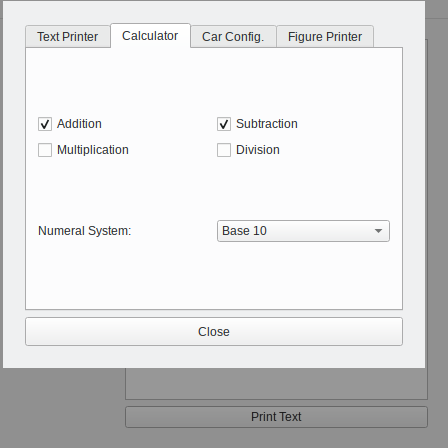 Text Printer
Calculator
Car Config.
Figure Printer
Addition
Subtraction
Multiplication
Division
Numeral System:
Base 10
Close
Print Text